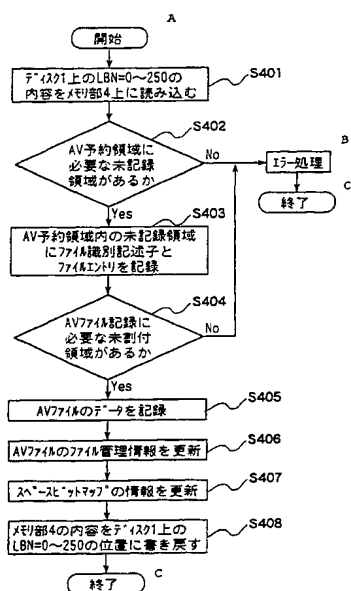 A
開始
ﾃﾞｨｽｸ1上のLBN=0～250の
内容をﾒﾓﾘ部4上に読み込む
S401
S402
AV予約領域に
必要な未記録
領域があるか
No
B
ｴﾗｰ処理
C
終了
Yes
S403
AV予約領域内の未記録領域
にﾌｧｲﾙ識別記述子と
ﾌｧｲﾙｴﾝﾄﾘを記録
S404
AVﾌｧｲﾙ記録に
必要な未割付
領域があるか
No
Yes
S405
AVﾌｧｲﾙのﾃﾞｰﾀを記録
S406
AVﾌｧｲﾙのﾌｧｲﾙ管理情報を更新
S407
ｽﾍﾟｰｽﾋﾞｯﾄﾏｯﾌﾟの情報を更新
S408
ﾒﾓﾘ部4の内容をﾃﾞｨｽｸ1上の
LBN=0～250の位置に書き戻す
終了
C